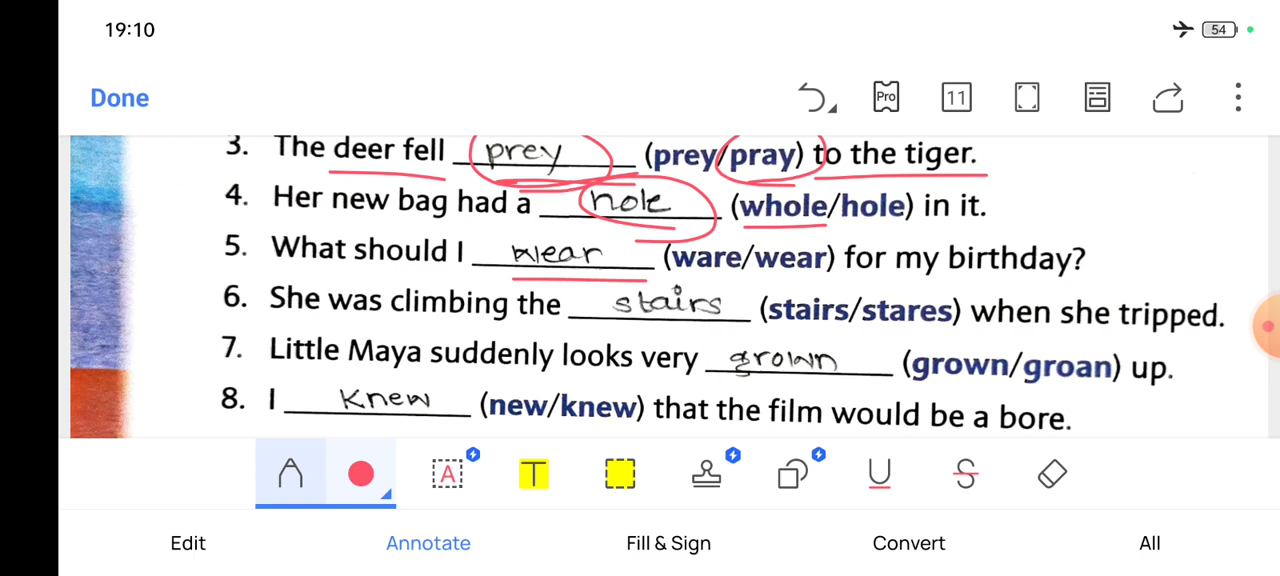 19:10
54
Done
Pro
11
3. The deer fell prey (prey/pray) to the tiger.
4. Her new bag had a hole (whole/hole) in it.
5. What should I wear (ware/wear) for my birthday?
6. She was climbing the stairs (stairs/stares) when she tripped.
7. Little Maya suddenly looks very grown (grown/groan) up.
8. I knew (new/knew) that the film would be a bore.
A T U S
Edit Annotate Fill & Sign Convert All